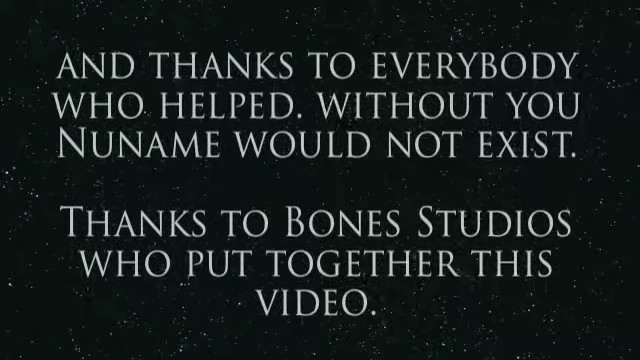 AND THANKS TO EVERYBODY
WHO HELPED. WITHOUT YOU
NUNAME WOULD NOT EXIST.
THANKS TO BONES STUDIOS
WHO PUT TOGETHER THIS
VIDEO.